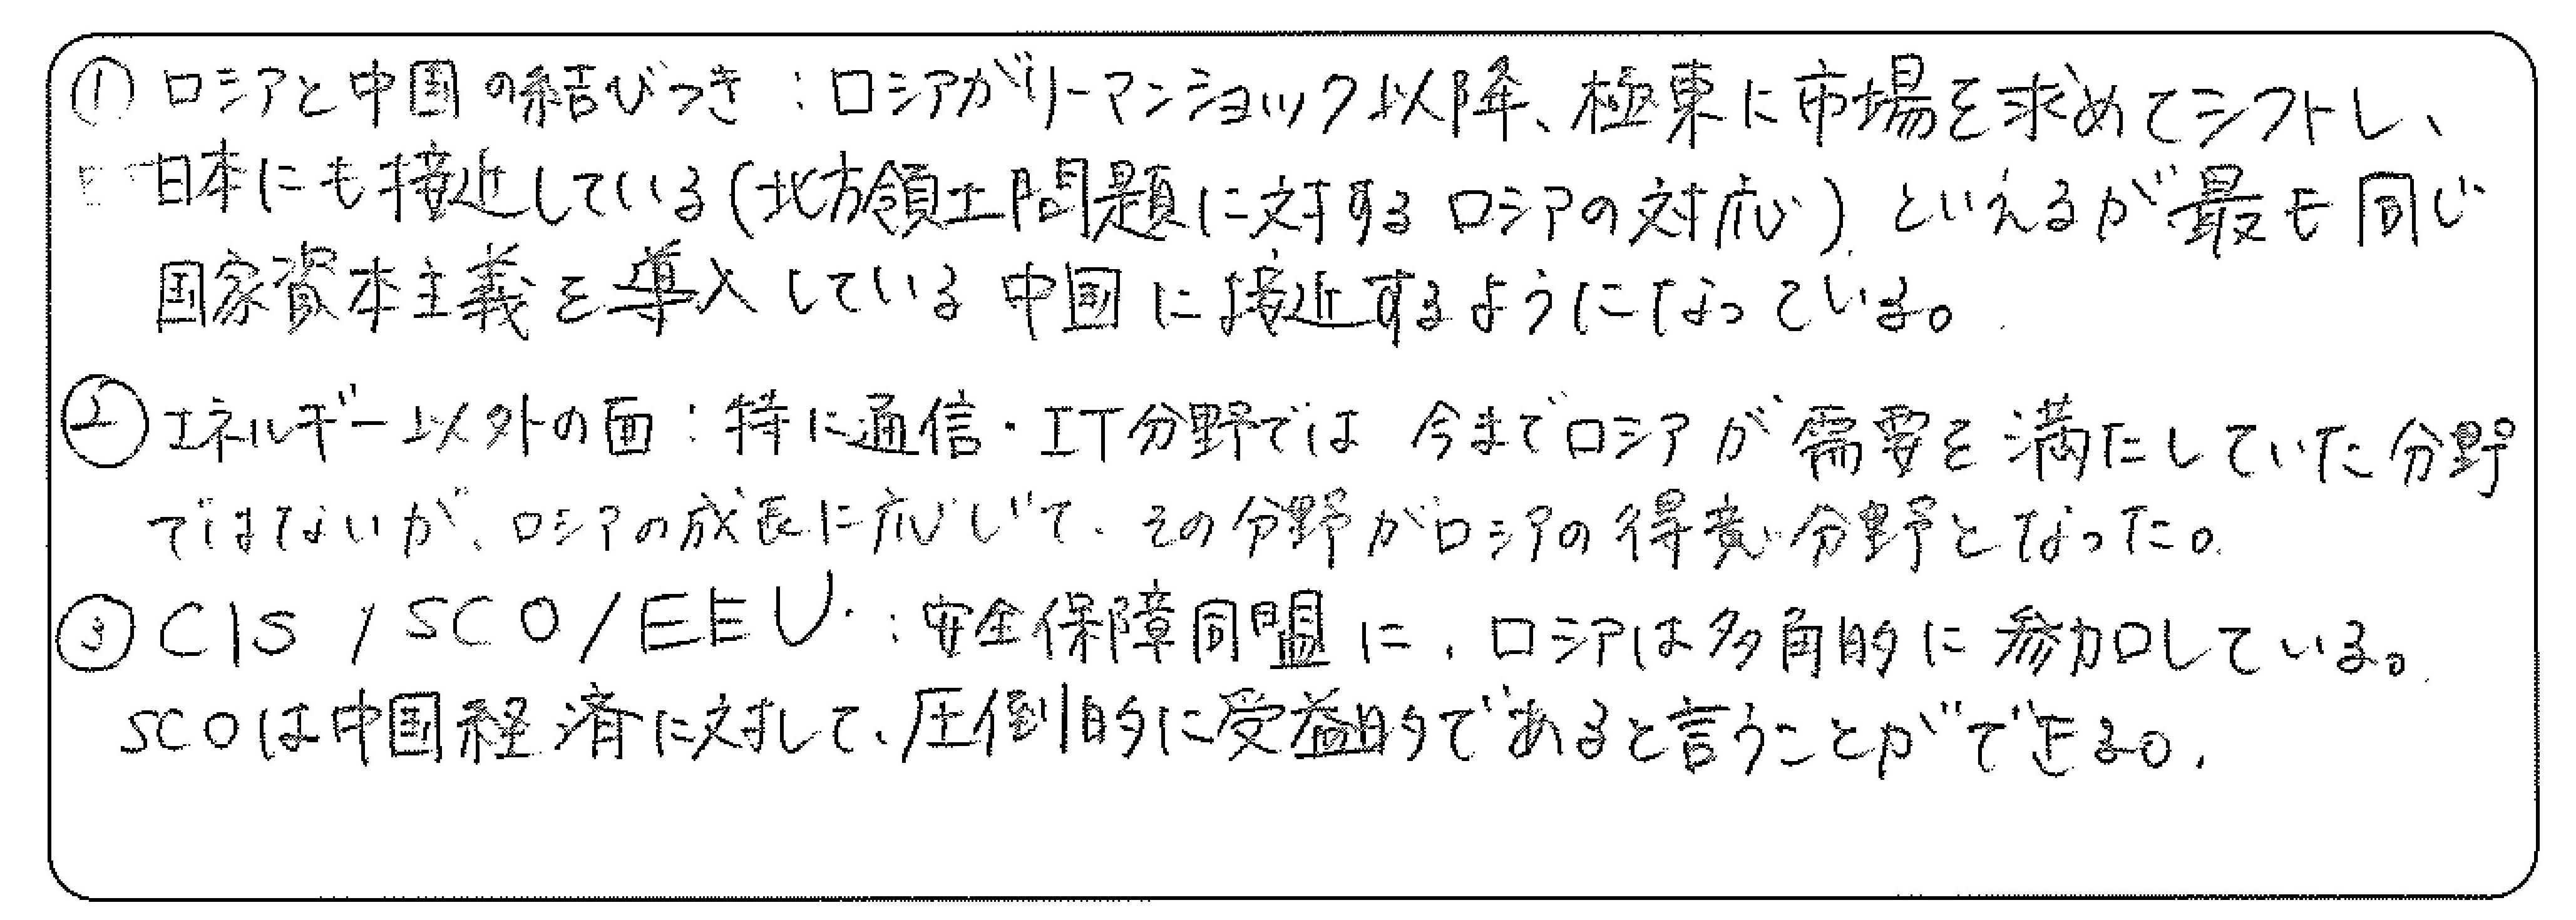 ① ロシアと中国の結びつき：ロシアがリーマンショック以降、極東に市場を求めてシフトし、
日本にも接近している(北方領土問題に対するロシアの対応)、といえるが最も同じ
国家資本主義を導入している中国に接近するようになっている。
② エネルギー以外の面：特に通信・IT分野では 今までロシアが需要を満たしていた分野
ではないが、ロシアの成長に応じて、その分野がロシアの得意分野となった。
③ CIS / SCO / EEU：安全保障同盟に、ロシアは多角的に参加している。
SCOは中国経済に対して、圧倒的に受益的であると言うことができる。